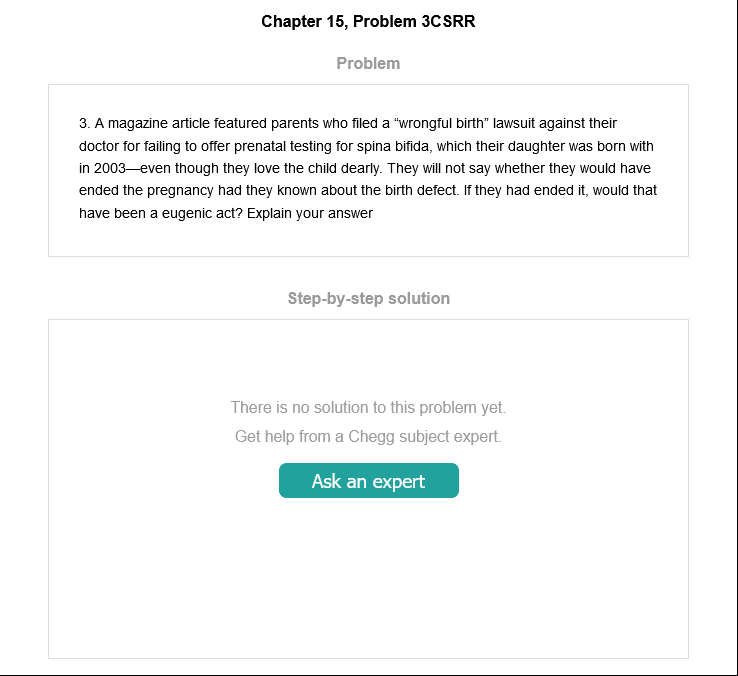 Chapter 15, Problem 3CSRR
Problem
3. A magazine article featured parents who filed a “wrongful birth” lawsuit against their
doctor for failing to offer prenatal testing for spina bifida, which their daughter was born with
in 2003—even though they love the child dearly. They will not say whether they would have
ended the pregnancy had they known about the birth defect. If they had ended it, would that
have been a eugenic act? Explain your answer
Step-by-step solution
There is no solution to this problem yet.
Get help from a Chegg subject expert.
Ask an expert